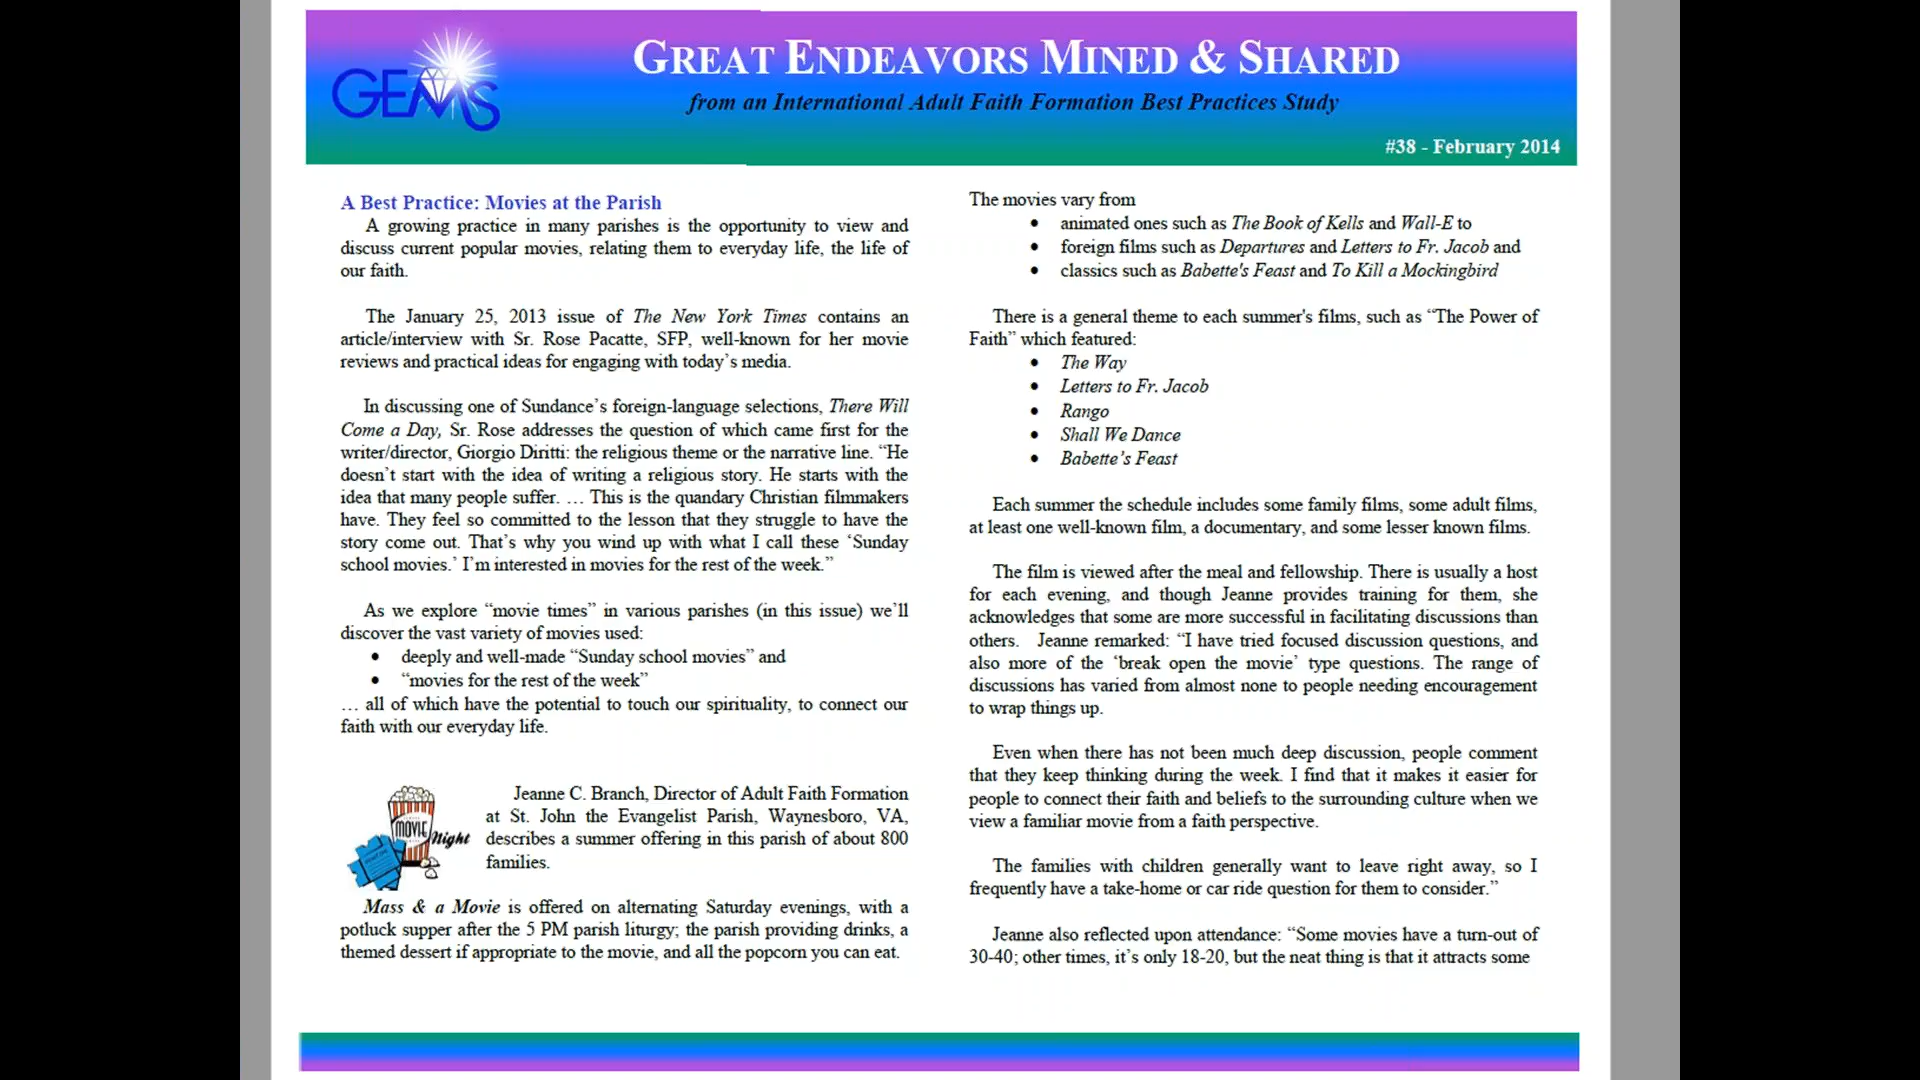 GEMS
GREAT ENDEAVORS MINED & SHARED
from an International Adult Faith Formation Best Practices Study
#38 - February 2014
A Best Practice: Movies at the Parish
A growing practice in many parishes is the opportunity to view and
discuss current popular movies, relating them to everyday life, the life of
our faith.
The January 25, 2013 issue of The New York Times contains an
article/interview with Sr. Rose Pacatte, SFP, well-known for her movie
reviews and practical ideas for engaging with today’s media.
In discussing one of Sundance’s foreign-language selections, There Will
Come a Day, Sr. Rose addresses the question of which came first for the
writer/director, Giorgio Diritti: the religious theme or the narrative line. “He
doesn’t start with the idea of writing a religious story. He starts with the
idea that many people suffer. … This is the quandary Christian filmmakers
have. They feel so committed to the lesson that they struggle to have the
story come out. That’s why you wind up with what I call these ‘Sunday
school movies.’ I’m interested in movies for the rest of the week.”
As we explore “movie times” in various parishes (in this issue) we’ll
discover the vast variety of movies used:
• deeply and well-made “Sunday school movies” and
• “movies for the rest of the week”
… all of which have the potential to touch our spirituality, to connect our
faith with our everyday life.
MOVIE
Night
Jeanne C. Branch, Director of Adult Faith Formation
at St. John the Evangelist Parish, Waynesboro, VA,
describes a summer offering in this parish of about 800
families.
Mass & a Movie is offered on alternating Saturday evenings, with a
potluck supper after the 5 PM parish liturgy; the parish providing drinks, a
themed dessert if appropriate to the movie, and all the popcorn you can eat.
The movies vary from
• animated ones such as The Book of Kells and Wall-E to
• foreign films such as Departures and Letters to Fr. Jacob and
• classics such as Babette's Feast and To Kill a Mockingbird
There is a general theme to each summer's films, such as “The Power of
Faith” which featured:
• The Way
• Letters to Fr. Jacob
• Rango
• Shall We Dance
• Babette’s Feast
Each summer the schedule includes some family films, some adult films,
at least one well-known film, a documentary, and some lesser known films.
The film is viewed after the meal and fellowship. There is usually a host
for each evening, and though Jeanne provides training for them, she
acknowledges that some are more successful in facilitating discussions than
others. Jeanne remarked: “I have tried focused discussion questions, and
also more of the ‘break open the movie’ type questions. The range of
discussions has varied from almost none to people needing encouragement
to wrap things up.
Even when there has not been much deep discussion, people comment
that they keep thinking during the week. I find that it makes it easier for
people to connect their faith and beliefs to the surrounding culture when we
view a familiar movie from a faith perspective.
The families with children generally want to leave right away, so I
frequently have a take-home or car ride question for them to consider.”
Jeanne also reflected upon attendance: “Some movies have a turn-out of
30-40; other times, it’s only 18-20, but the neat thing is that it attracts some